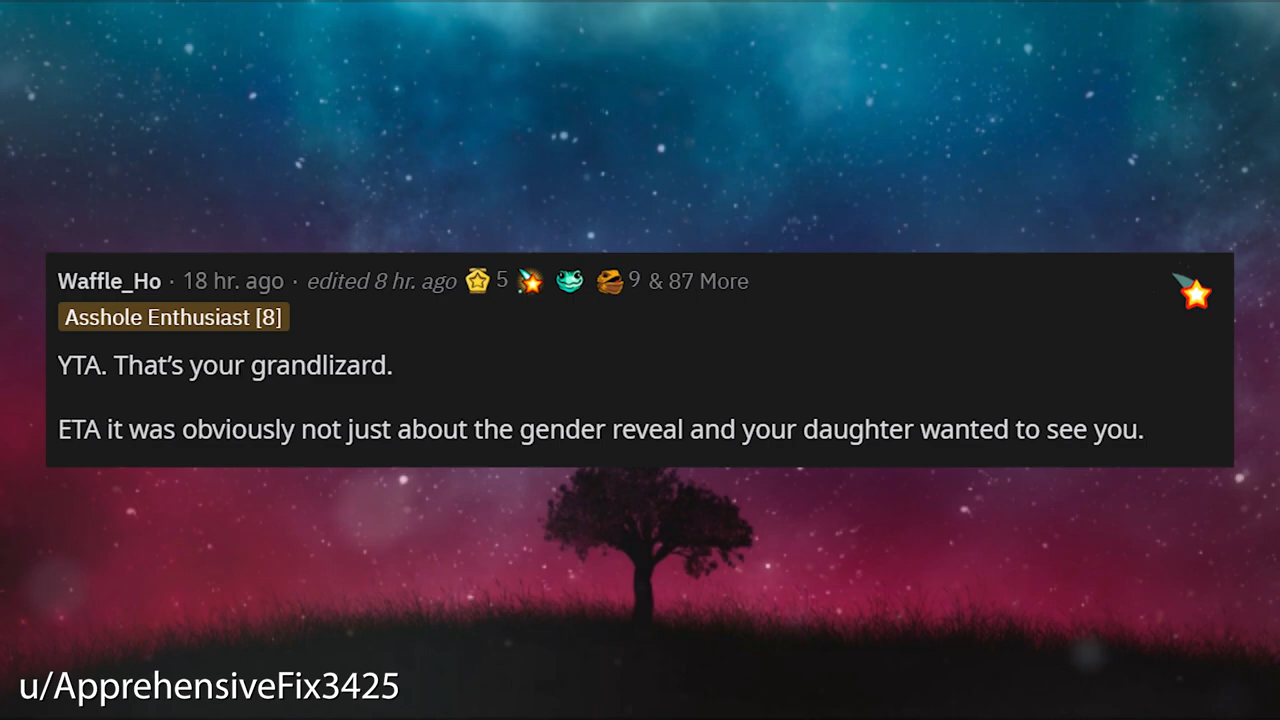 Waffle_Ho · 18 hr. ago · edited 8 hr. ago 5 9 & 87 More
Asshole Enthusiast [8]
YTA. That’s your grandlizard.
ETA it was obviously not just about the gender reveal and your daughter wanted to see you.
u/ApprehensiveFix3425